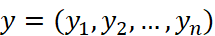 y = (y₁, y₂, ..., yₙ)